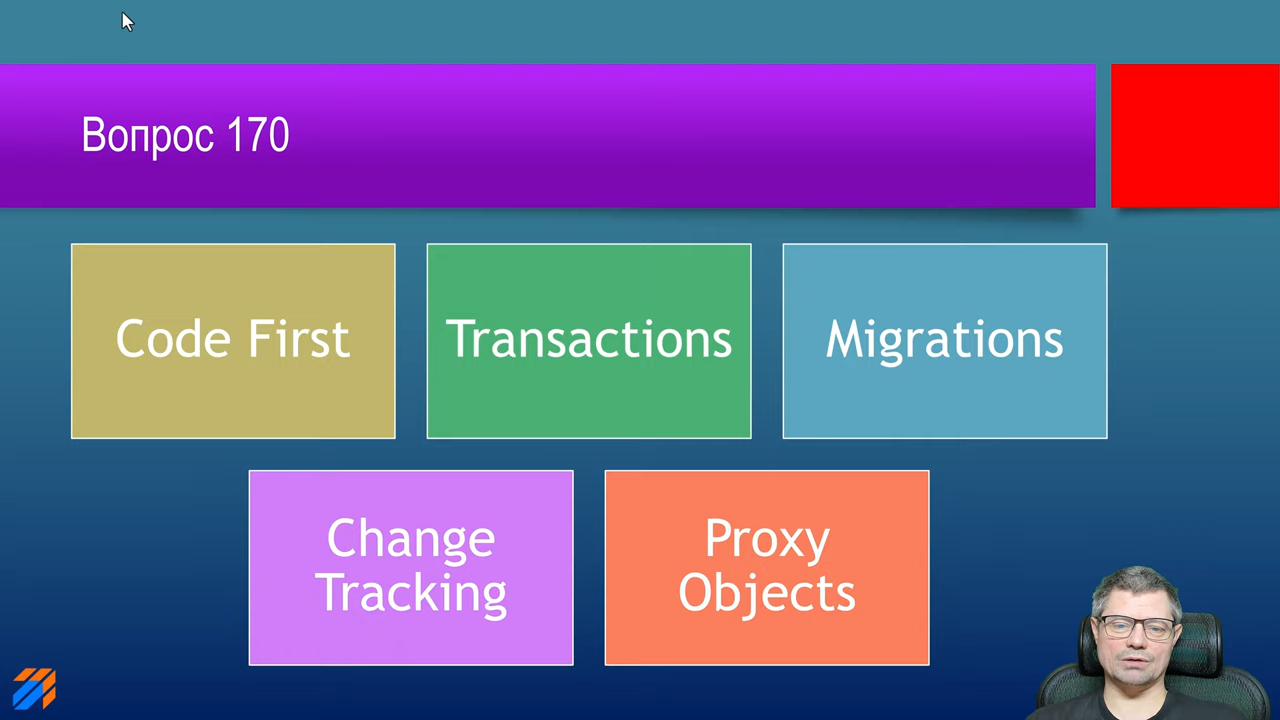 Вопрос 170
Code First
Transactions
Migrations
Change
Tracking
Proxy
Objects